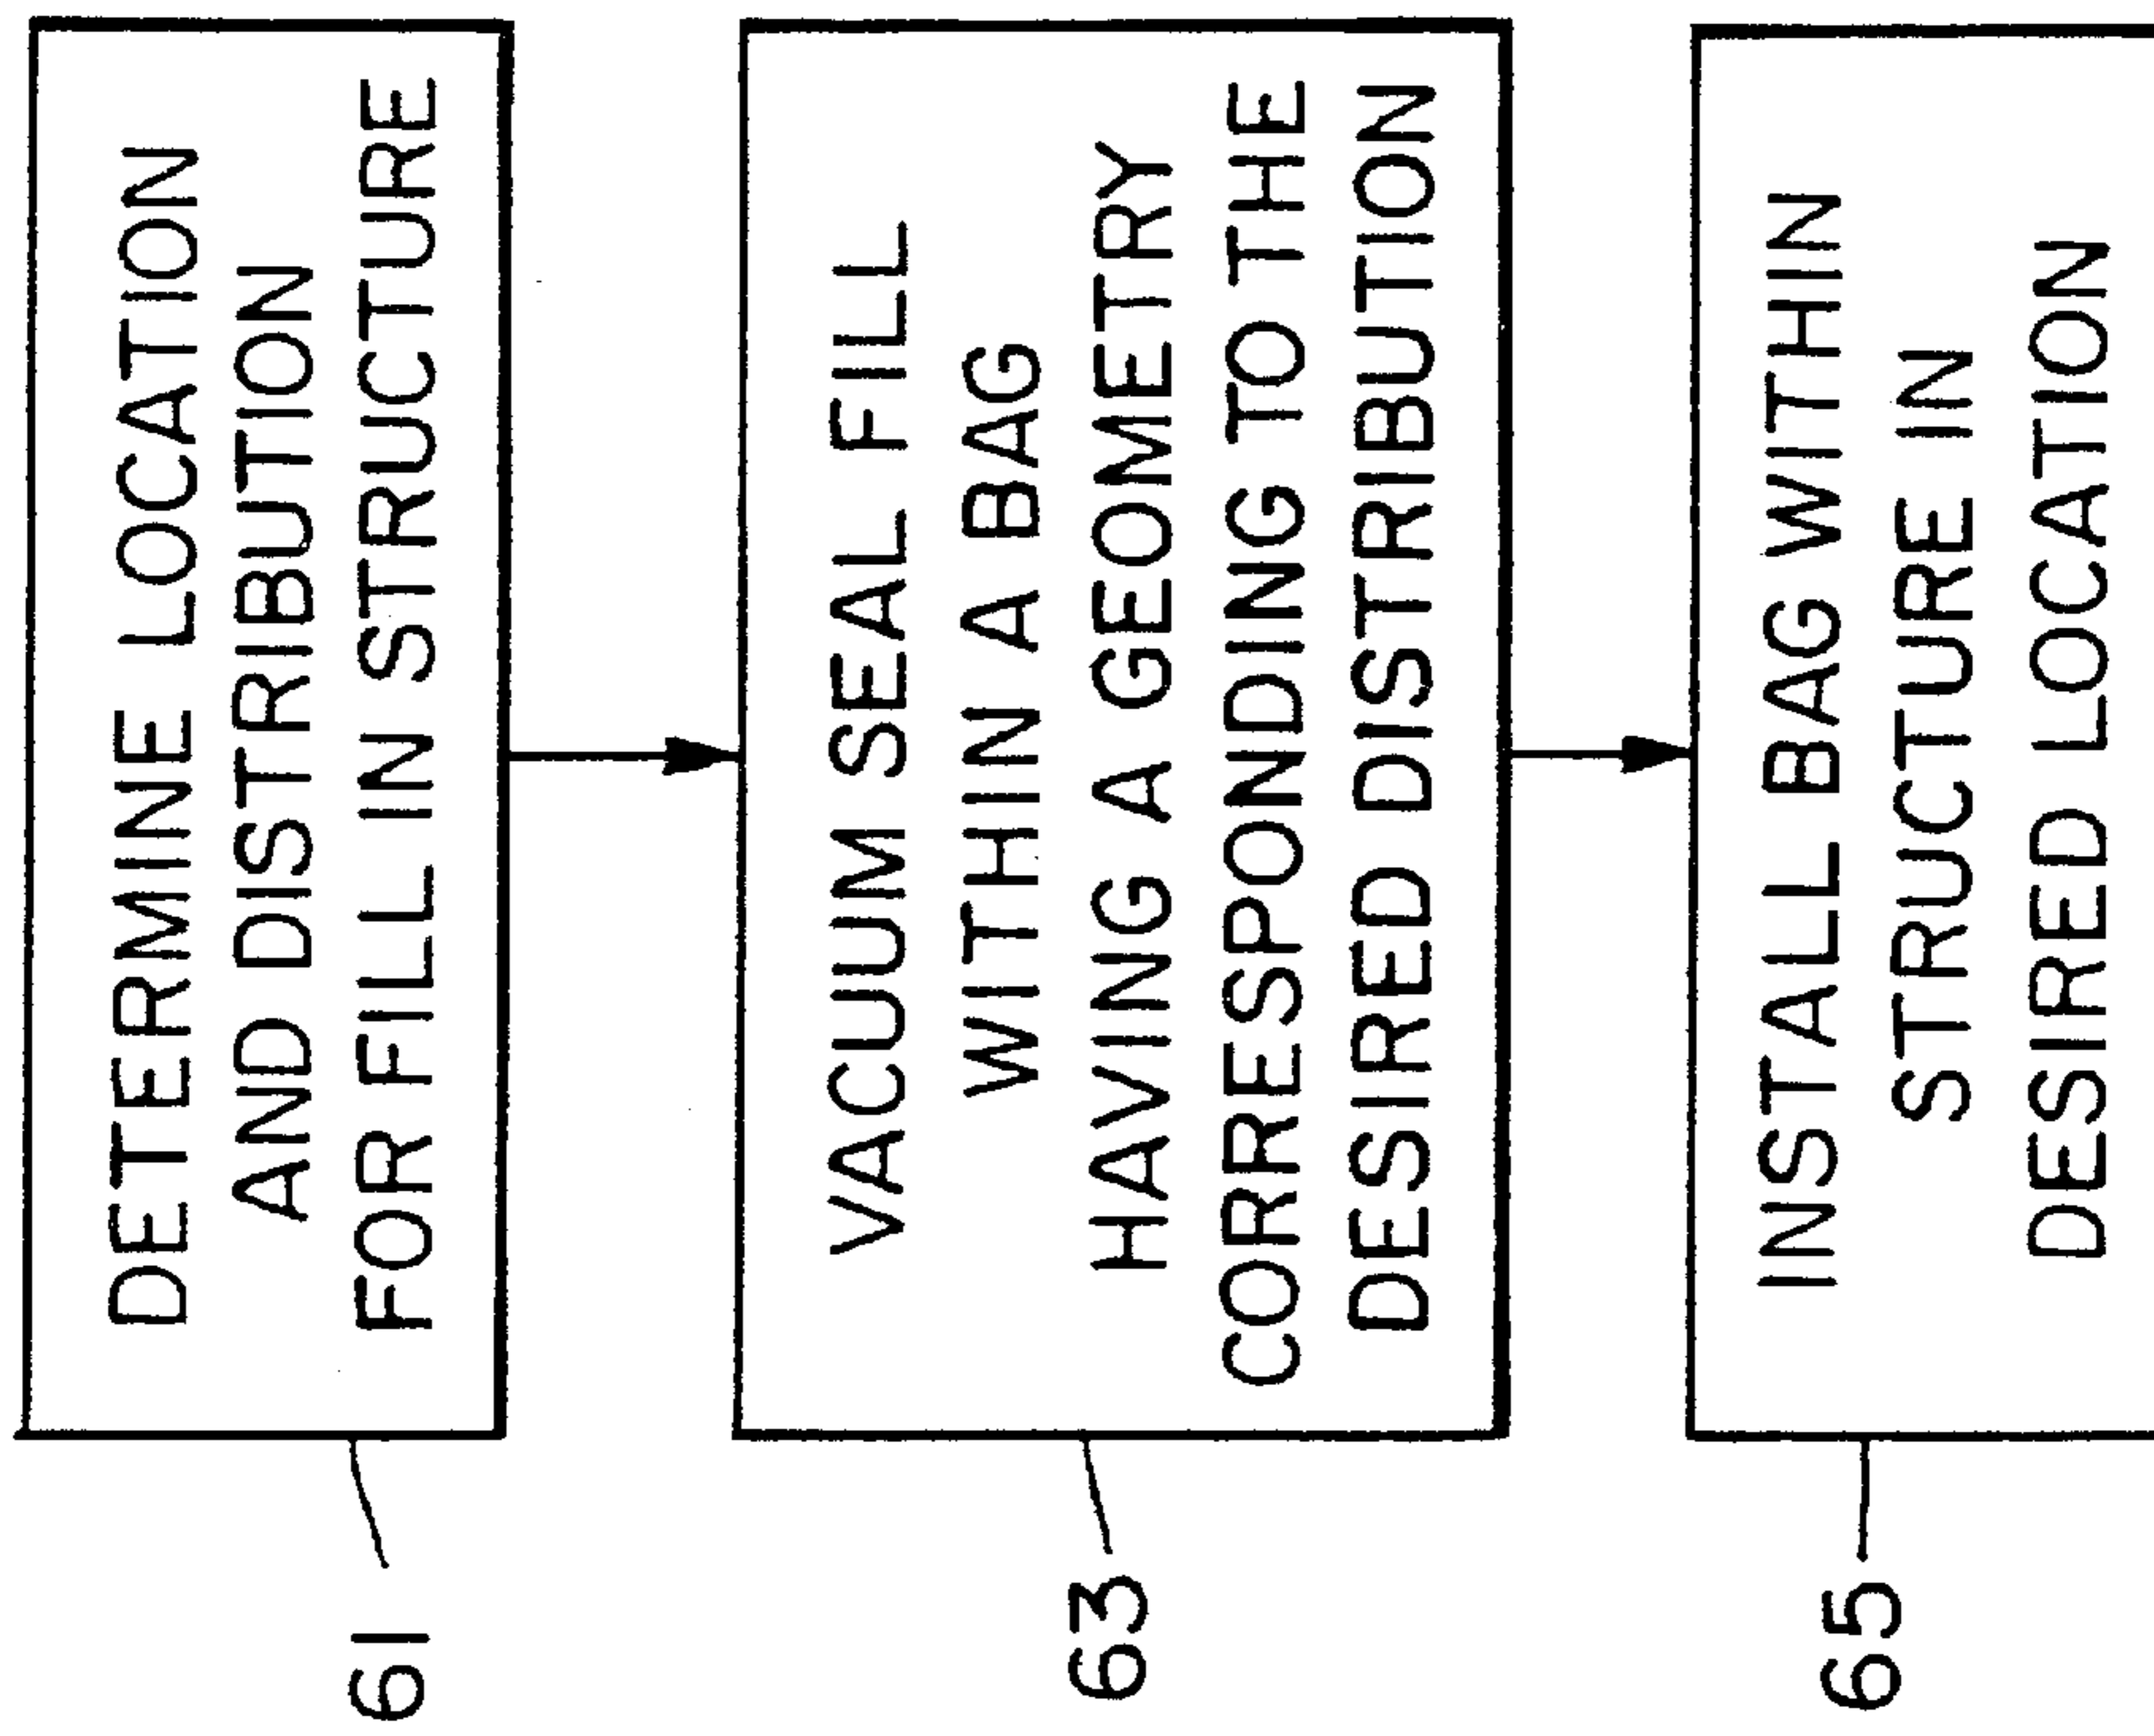 DETERMINE LOCATION
AND DISTRIBUTION
FOR FILL IN STRUCTURE
61
VACUUM SEAL FILL
WITHIN A BAG
HAVING A GEOMETRY
CORRESPONDING TO THE
DESIRED DISTRIBUTION
63
INSTALL BAG WITHIN
STRUCTURE IN
DESIRED LOCATION
65